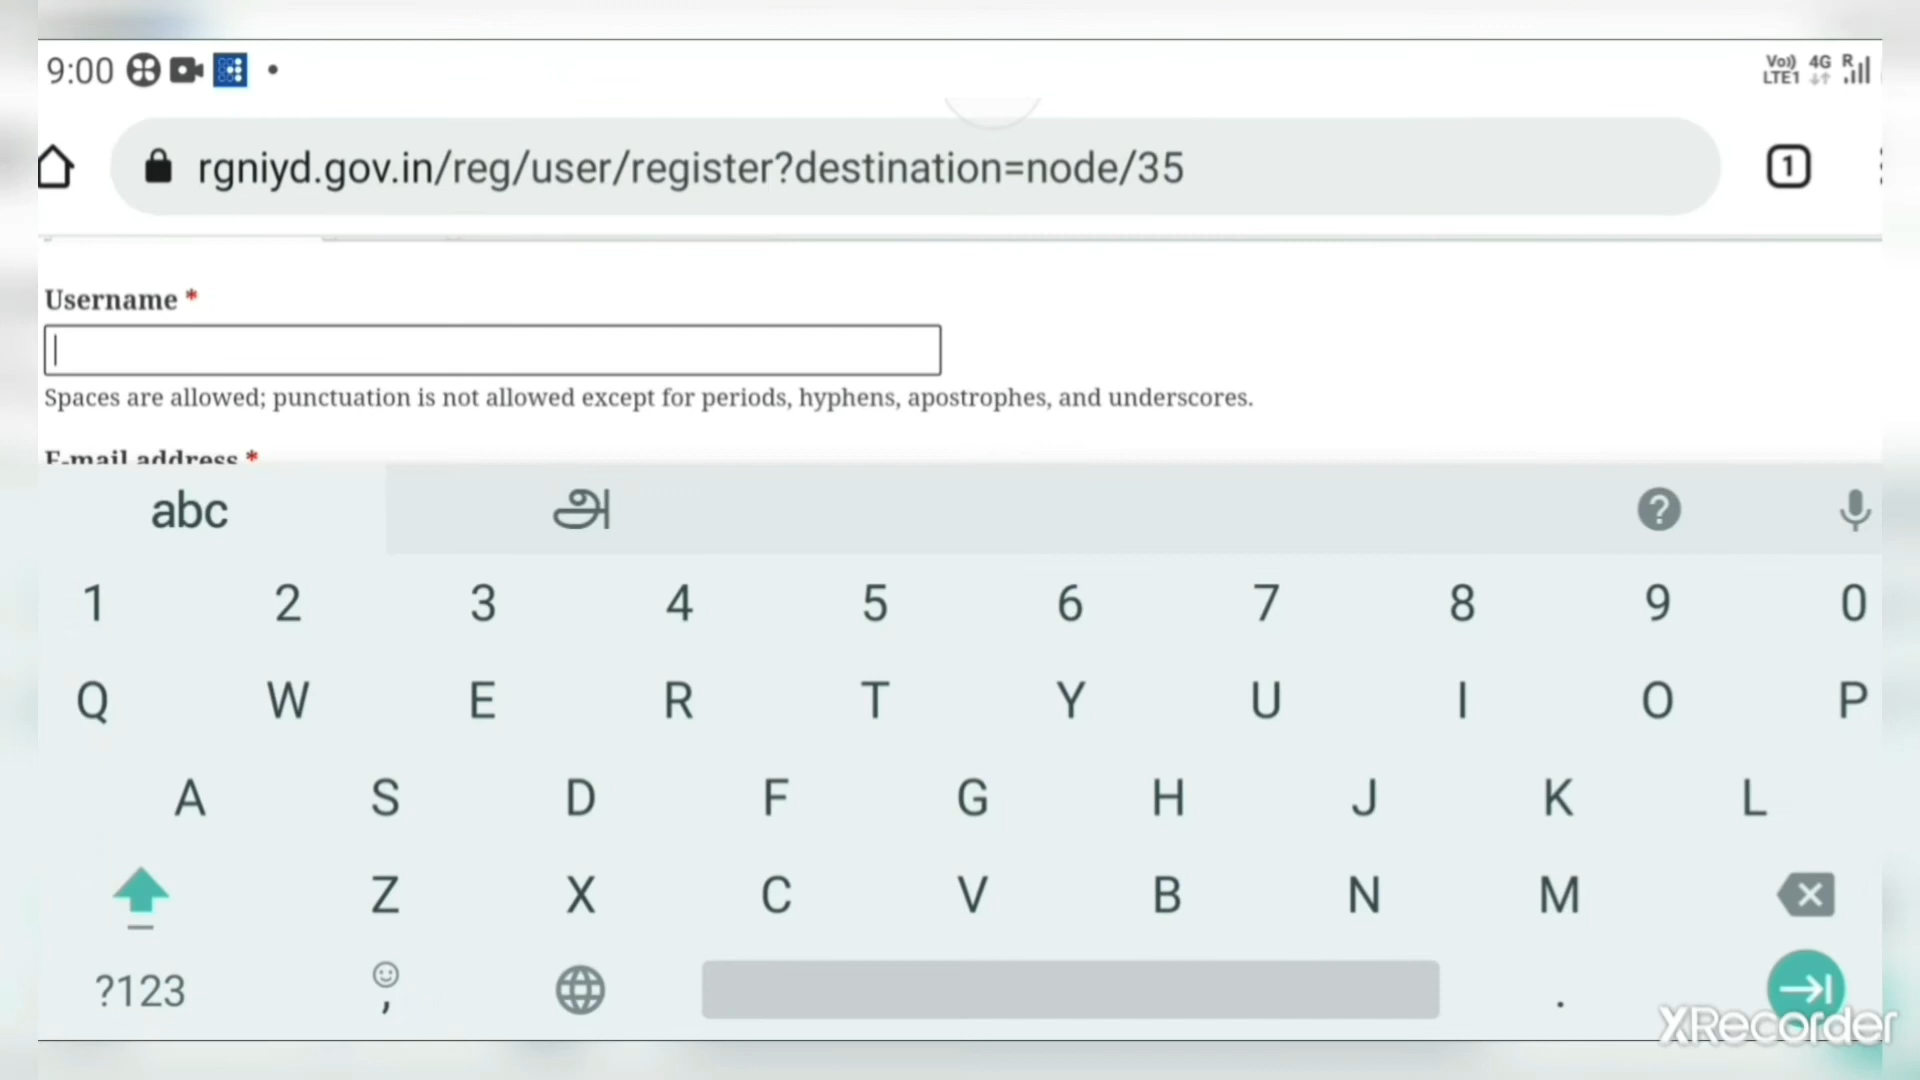 9:00
Vo)) 4G R
LTE1
rgniyd.gov.in/reg/user/register?destination=node/35
1
Username *
Spaces are allowed; punctuation is not allowed except for periods, hyphens, apostrophes, and underscores.
E-mail address *
abc அ ?
1 2 3 4 5 6 7 8 9 0
Q W E R T Y U I O P
A S D F G H J K L
Z X C V B N M
?123 , .
XRecorder